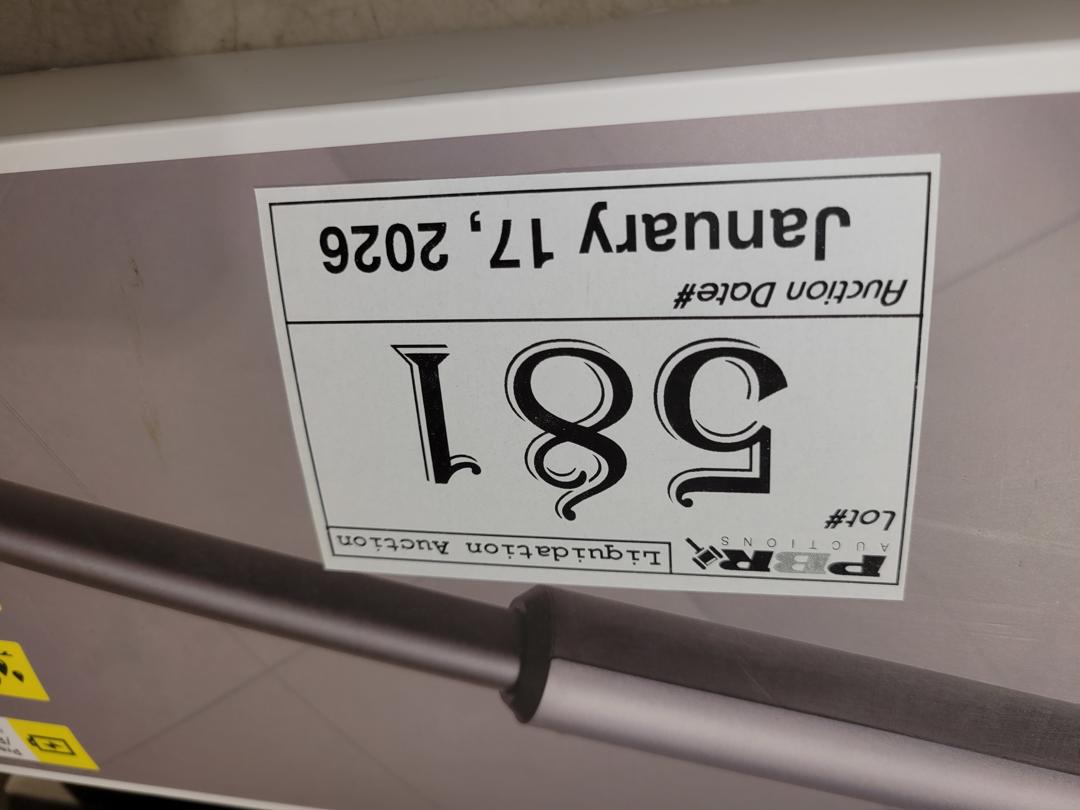 PBR
AUCTIONS
Liquidation Auction
Lot#
581
Auction Date#
January 17, 2026